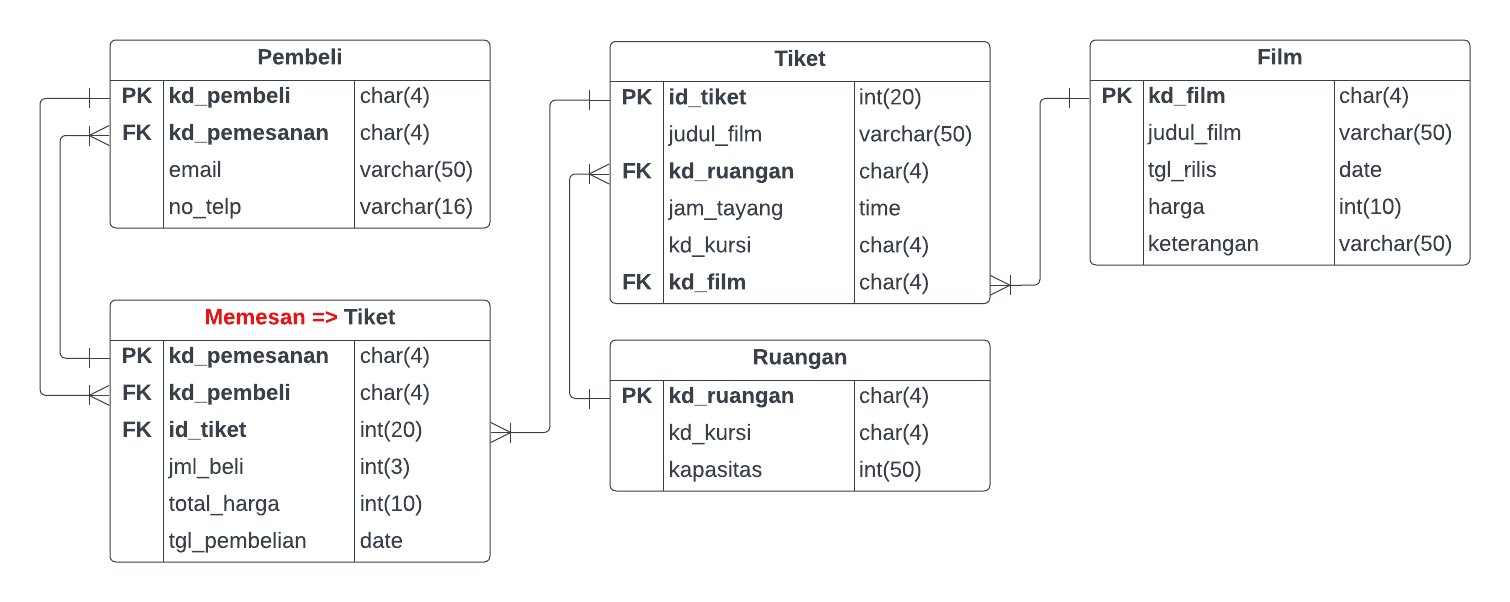 Pembeli
PK kd_pembeli char(4)
FK kd_pemesanan char(4)
email varchar(50)
no_telp varchar(16)
Memesan => Tiket
PK kd_pemesanan char(4)
FK kd_pembeli char(4)
FK id_tiket int(20)
jml_beli int(3)
total_harga int(10)
tgl_pembelian date
Tiket
PK id_tiket int(20)
judul_film varchar(50)
FK kd_ruangan char(4)
jam_tayang time
kd_kursi char(4)
FK kd_film char(4)
Ruangan
PK kd_ruangan char(4)
kd_kursi char(4)
kapasitas int(50)
Film
PK kd_film char(4)
judul_film varchar(50)
tgl_rilis date
harga int(10)
keterangan varchar(50)